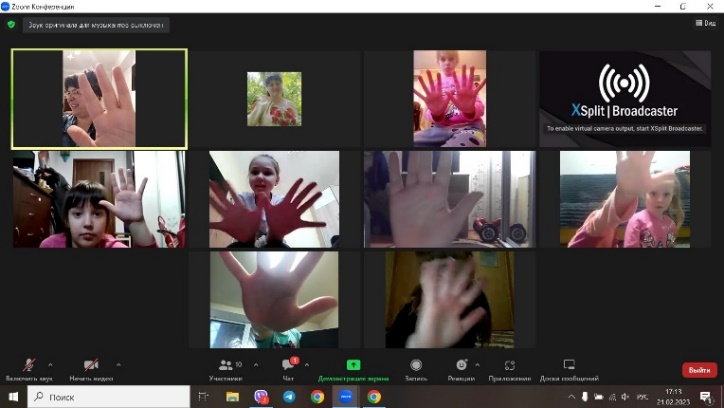 Zoom Конференция
Звук оригинала для музыкантов выключен
Вид
XSplit | Broadcaster
To enable virtual camera output, start XSplit Broadcaster.
10
1
Включить звук
Начать видео
Участники
Чат
Демонстрация экрана
Запись
Реакции
Приложения
Доски сообщений
Выйти
Поиск
РУС
17:13
21.02.2023